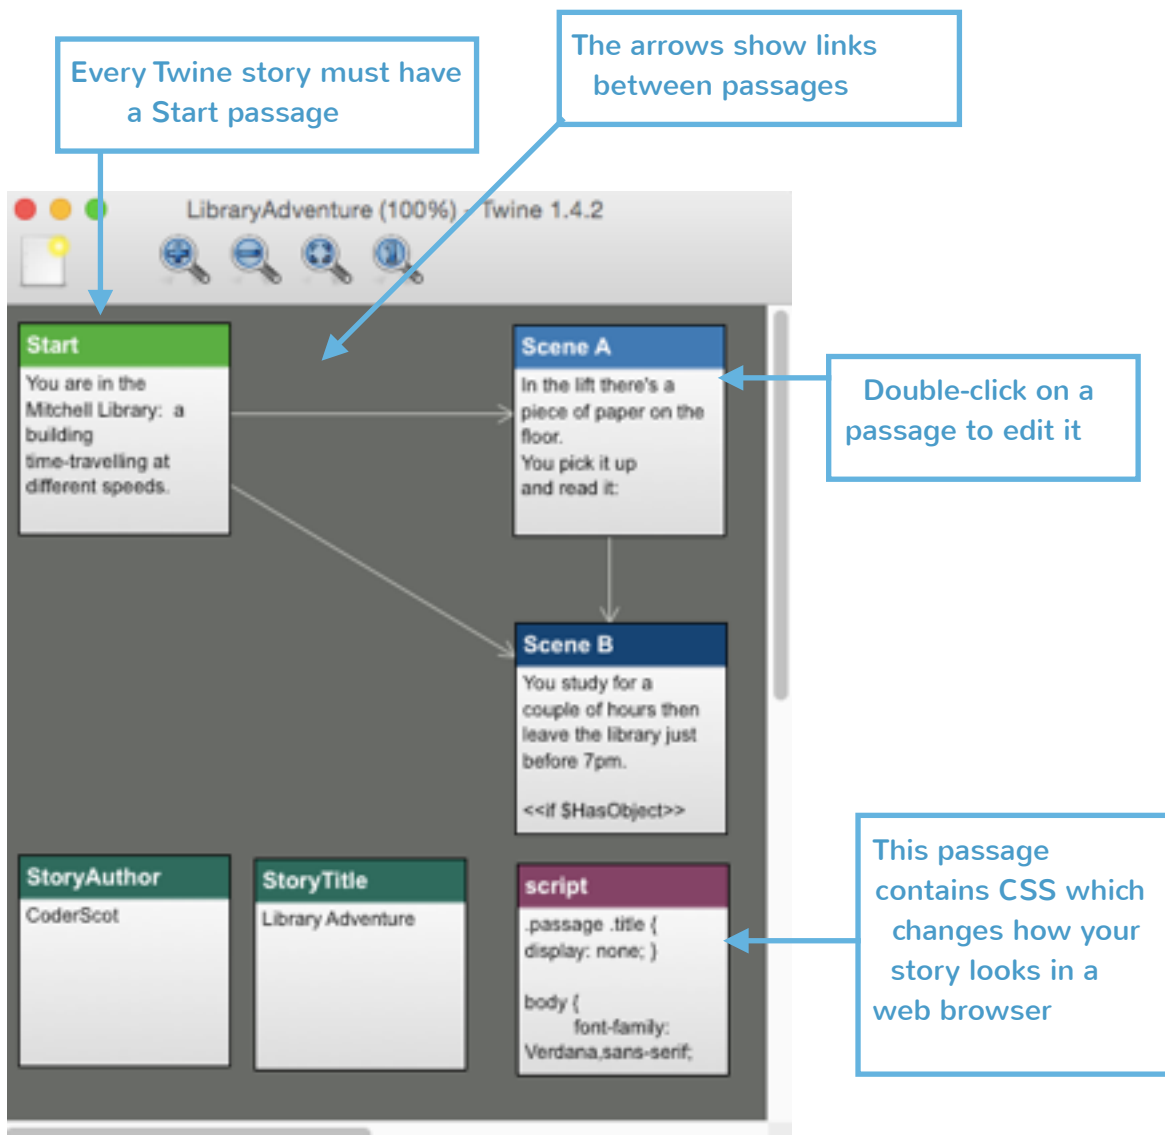 Every Twine story must have
a Start passage
The arrows show links
between passages
LibraryAdventure (100%) - Twine 1.4.2
Start
You are in the
Mitchell Library:  a
building
time-travelling at
different speeds.
Scene A
In the lift there's a
piece of paper on the
floor.
You pick it up
and read it:
Double-click on a
passage to edit it
Scene B
You study for a
couple of hours then
leave the library just
before 7pm.
<<if $HasObject>>
StoryAuthor
CoderScot
StoryTitle
Library Adventure
script
.passage .title {
display: none; }
body {
font-family:
Verdana,sans-serif;
This passage
contains CSS which
changes how your
story looks in a
web browser